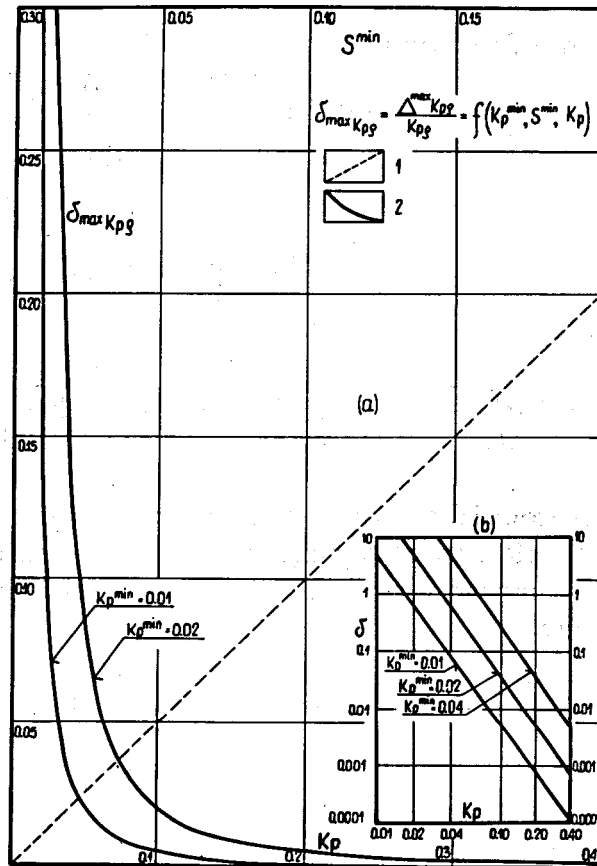 0.30 0.05 0.10 0.15
S^min
δ_max Kpg = Δ^max Kpg / Kpg = f(Kp^min, S^min, Kp)
1
2
0.25
δ_max Kpg
0.20
(a)
0.15
(b)
10 10
1 1
δ
0.10
Kp^min = 0.01
Kp^min = 0.02
0.1 0.1
Kp^min = 0.01
Kp^min = 0.02
Kp^min = 0.04
0.01 0.01
0.05
0.001 0.001
0.0001
Kp
0.01 0.02 0.04 0.10 0.20 0.40
Kp
0.1 0.2 0.3